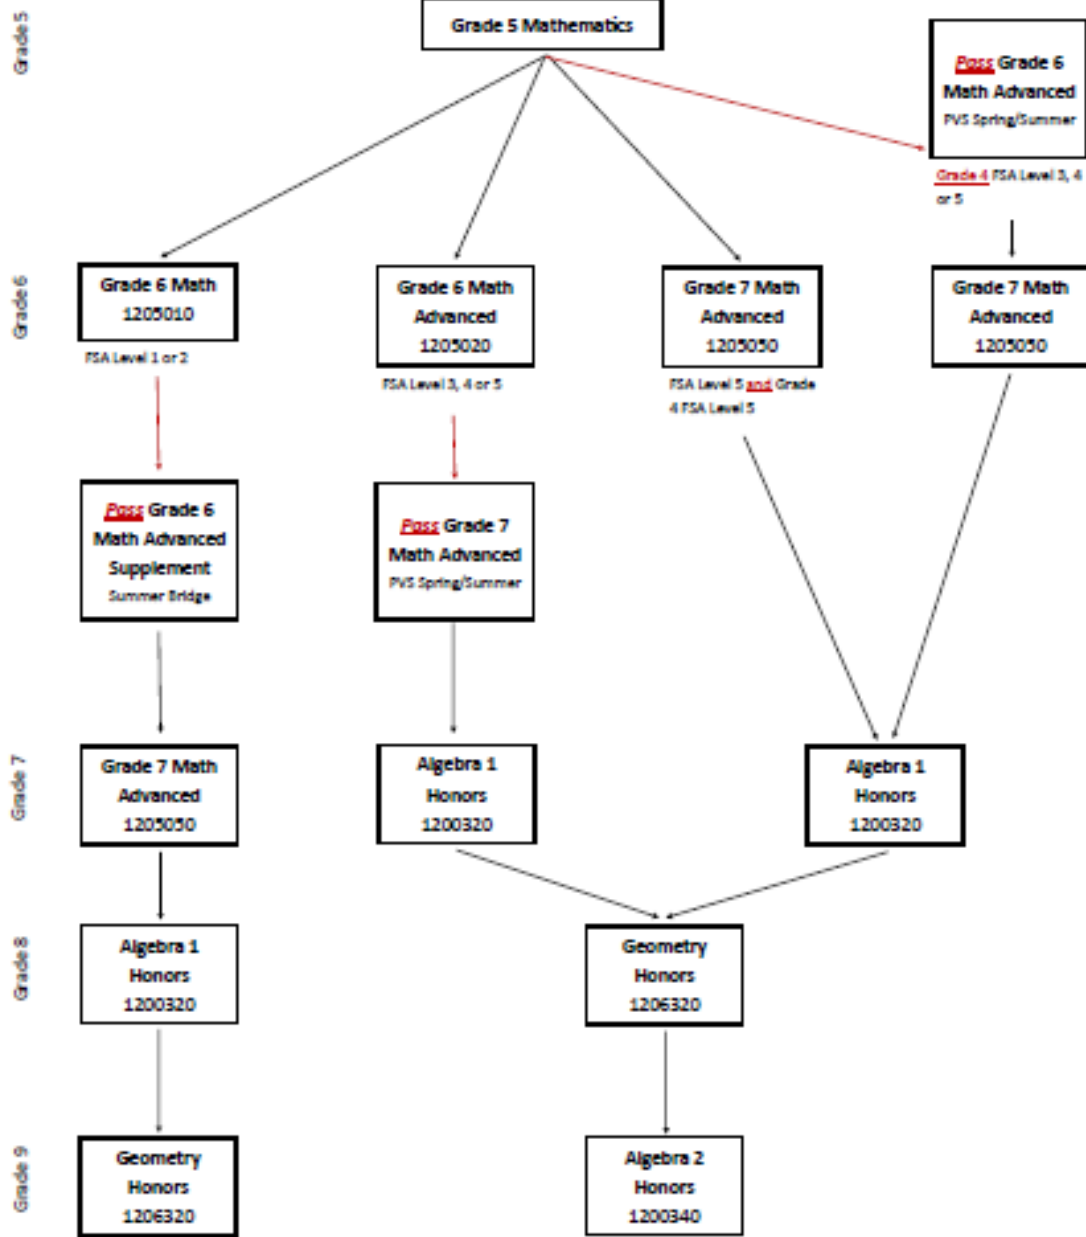 Grade 5
Grade 5 Mathematics
Pass Grade 6
Math Advanced
PVS Spring/Summer
Grade 4 FSA Level 3, 4
or 5
Grade 6
Grade 6 Math
1205010
FSA Level 1 or 2
Grade 6 Math
Advanced
1205020
FSA Level 3, 4 or 5
Grade 7 Math
Advanced
1205050
FSA Level 5 and Grade
4 FSA Level 5
Grade 7 Math
Advanced
1205050
Pass Grade 6
Math Advanced
Supplement
Summer Bridge
Pass Grade 7
Math Advanced
PVS Spring/Summer
Grade 7
Grade 7 Math
Advanced
1205050
Algebra 1
Honors
1200320
Algebra 1
Honors
1200320
Grade 8
Algebra 1
Honors
1200320
Geometry
Honors
1206320
Grade 9
Geometry
Honors
1206320
Algebra 2
Honors
1200340